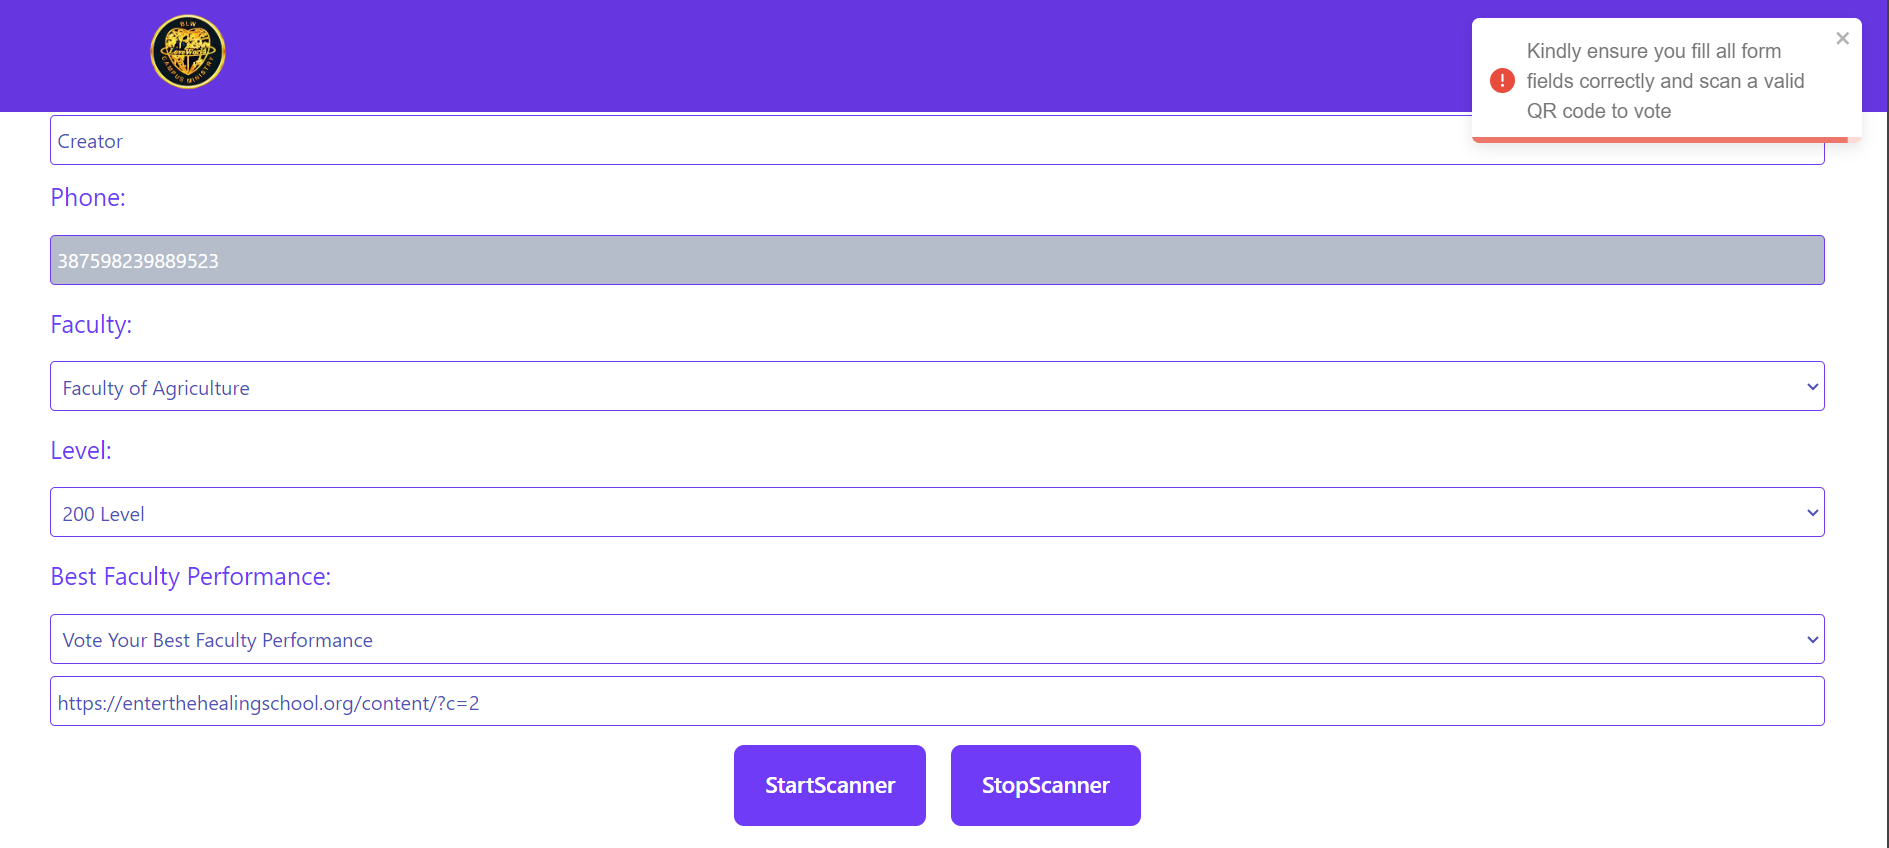 BLW
LoveWorld
CAMPUS MINISTRY
Kindly ensure you fill all form
fields correctly and scan a valid
QR code to vote
Creator
Phone:
387598239889523
Faculty:
Faculty of Agriculture
Level:
200 Level
Best Faculty Performance:
Vote Your Best Faculty Performance
https://enterthehealingschool.org/content/?c=2
StartScanner
StopScanner